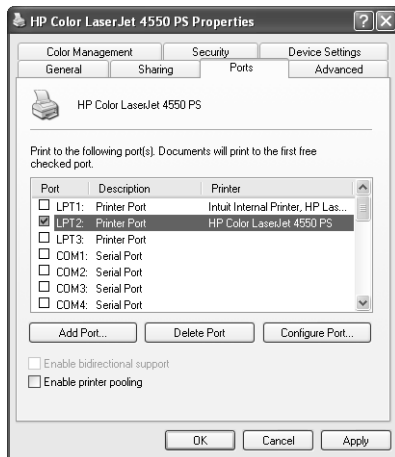 HP Color LaserJet 4550 PS Properties
Color Management Security Device Settings
General Sharing Ports Advanced
HP Color LaserJet 4550 PS
Print to the following port(s). Documents will print to the first free
checked port.
Port Description Printer
LPT1: Printer Port Intuit Internal Printer, HP Las...
LPT2: Printer Port HP Color LaserJet 4550 PS
LPT3: Printer Port
COM1: Serial Port
COM2: Serial Port
COM3: Serial Port
COM4: Serial Port
Add Port... Delete Port Configure Port...
Enable bidirectional support
Enable printer pooling
OK Cancel Apply